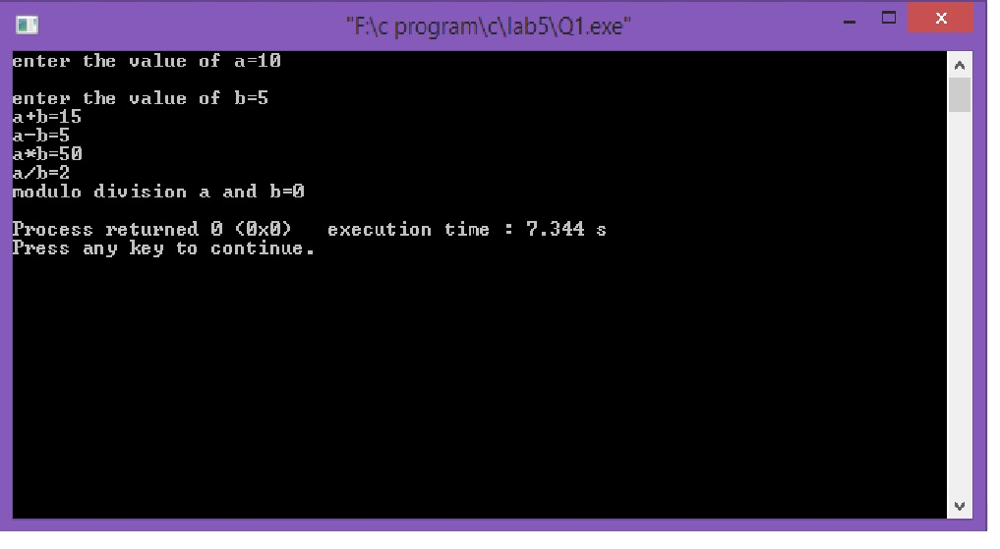 "F:\c program\c\lab5\Q1.exe"
enter the value of a=10
enter the value of b=5
a+b=15
a-b=5
a*b=50
a/b=2
modulo division a and b=0
Process returned 0 (0x0)   execution time : 7.344 s
Press any key to continue.